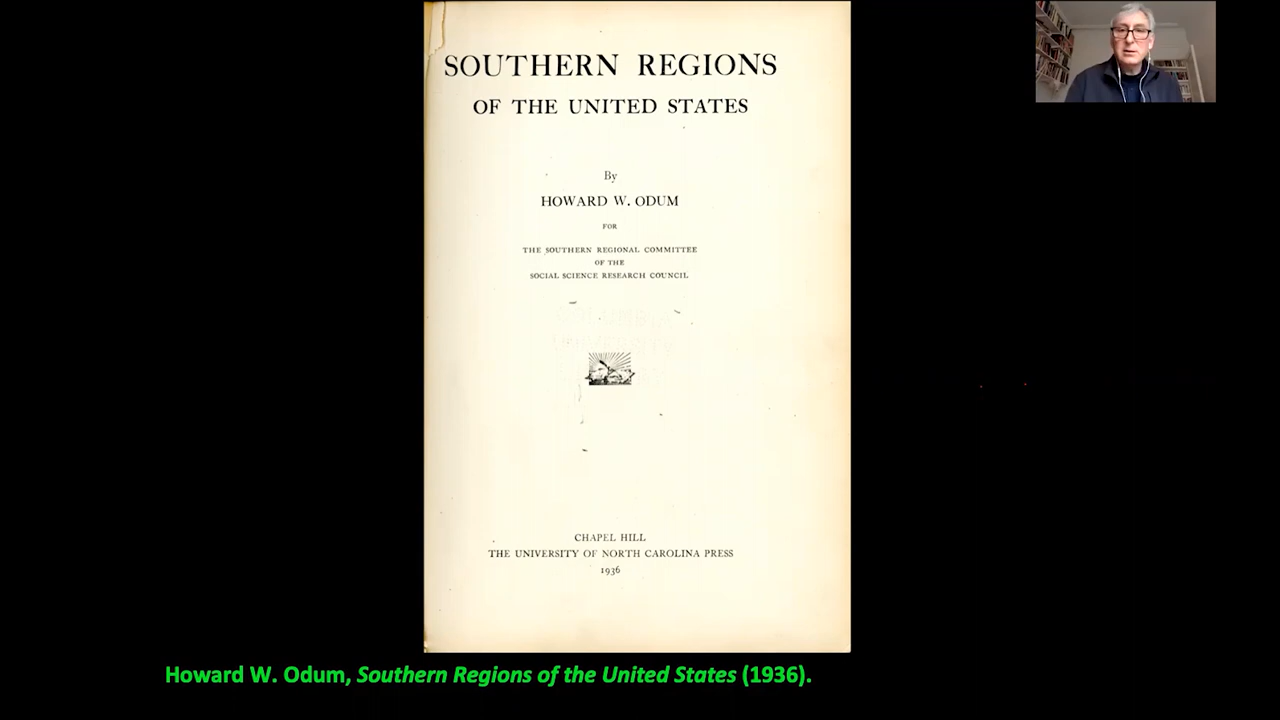 SOUTHERN REGIONS
OF THE UNITED STATES
By
HOWARD W. ODUM
FOR
THE SOUTHERN REGIONAL COMMITTEE
OF THE
SOCIAL SCIENCE RESEARCH COUNCIL
CHAPEL HILL
THE UNIVERSITY OF NORTH CAROLINA PRESS
1936
Howard W. Odum, Southern Regions of the United States (1936).